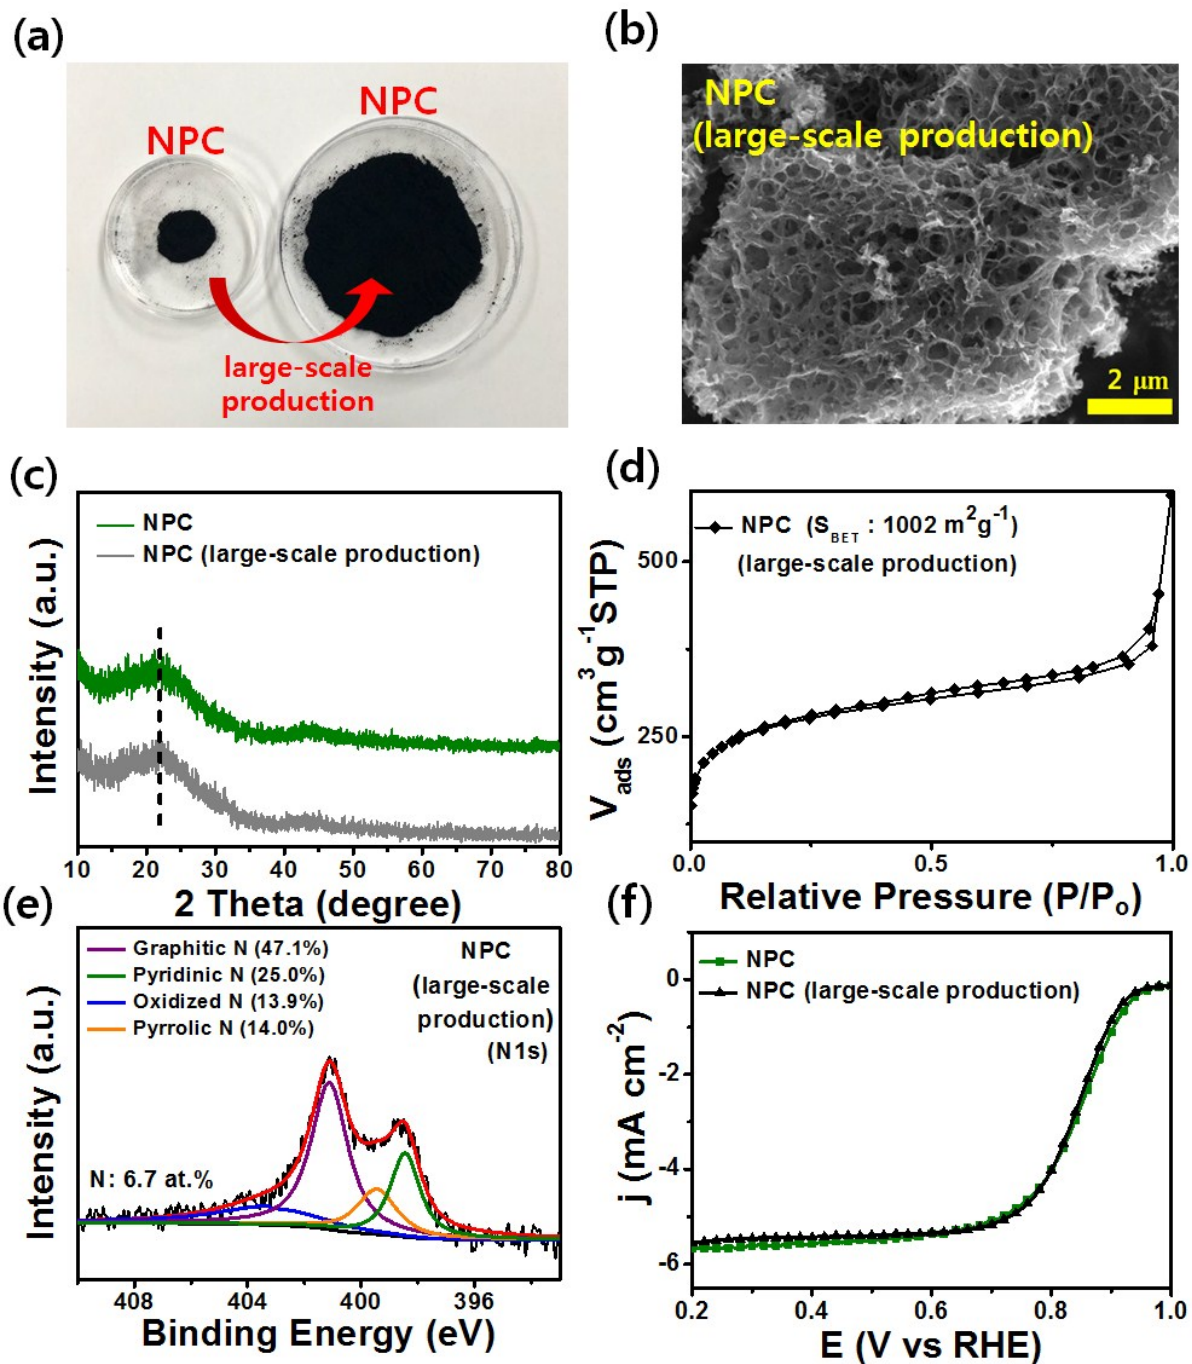 (a)
NPC
NPC
large-scale
production
(b)
NPC
(large-scale production)
2 μm
(c)
NPC
NPC (large-scale production)
Intensity (a.u.)
10 20 30 40 50 60 70 80
2 Theta (degree)
(d)
NPC (S_BET : 1002 m²g⁻¹)
(large-scale production)
V_ads (cm³g⁻¹STP)
500
250
0.0 0.5 1.0
Relative Pressure (P/P_o)
(e)
Graphitic N (47.1%)
Pyridinic N (25.0%)
Oxidized N (13.9%)
Pyrrolic N (14.0%)
NPC
(large-scale
production)
(N1s)
N: 6.7 at.%
Intensity (a.u.)
408 404 400 396
Binding Energy (eV)
(f)
NPC
NPC (large-scale production)
j (mA cm⁻²)
0
-2
-4
-6
0.2 0.4 0.6 0.8 1.0
E (V vs RHE)